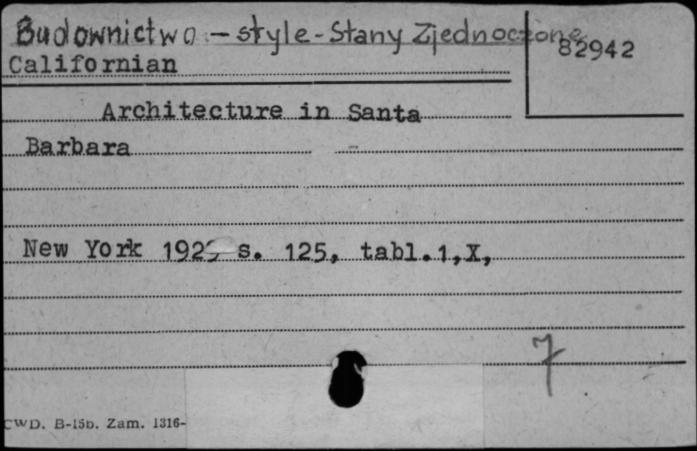 Budownictwo - style - Stany Zjednoczone
82942
Californian
Architecture in Santa
Barbara
New York s. 125, tabl.1,X,
7
CWD. B-15b. Zam. 1316-